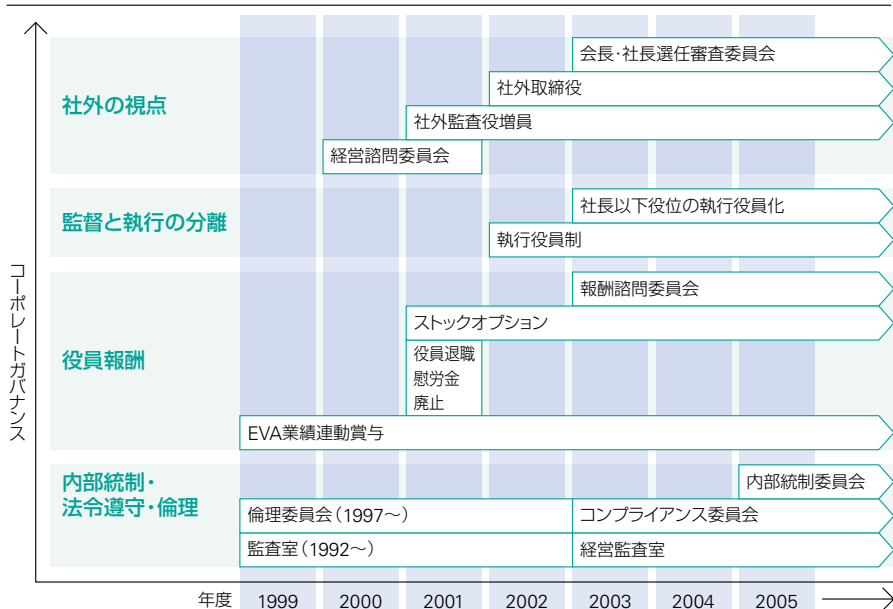 コーポレートガバナンス
社外の視点
会長・社長選任審査委員会
社外取締役
社外監査役増員
経営諮問委員会
監督と執行の分離
社長以下役位の執行役員化
執行役員制
役員報酬
報酬諮問委員会
ストックオプション
役員退職
慰労金
廃止
EVA業績連動賞与
内部統制・
法令遵守・倫理
内部統制委員会
倫理委員会(1997～)
コンプライアンス委員会
監査室(1992～)
経営監査室
年度 1999 2000 2001 2002 2003 2004 2005